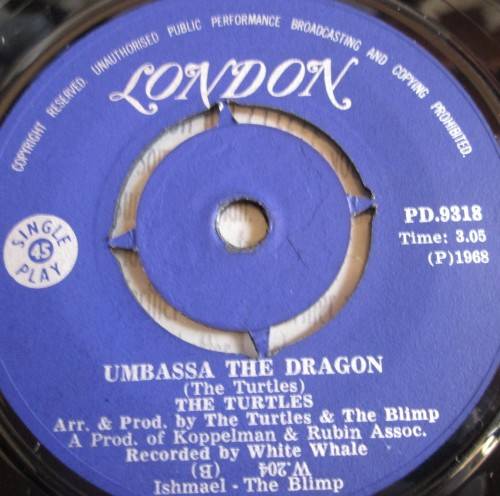 COPYRIGHT RESERVED. UNAUTHORISED PUBLIC PERFORMANCE BROADCASTING AND COPYING PROHIBITED.
LONDON
SINGLE
45
PLAY
PD.9318
Time: 3.05
(P)1968
UMBASSA THE DRAGON
(The Turtles)
THE TURTLES
Arr. & Prod. by The Turtles & The Blimp
A Prod. of Koppelman & Rubin Assoc.
Recorded by White Whale
(B) W.204
Ishmael - The Blimp